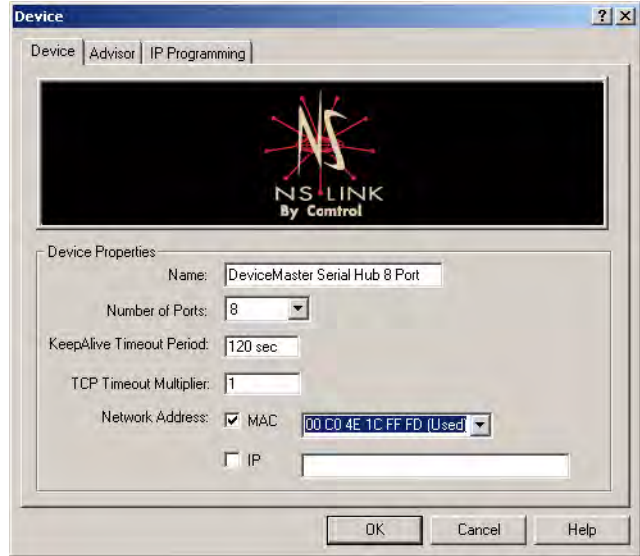 Device
Device Advisor IP Programming
NS
NS LINK
By Comtrol
Device Properties
Name: DeviceMaster Serial Hub 8 Port
Number of Ports: 8
KeepAlive Timeout Period: 120 sec
TCP Timeout Multiplier: 1
Network Address: MAC 00 C0 4E 1C FF FD (Used)
IP
OK Cancel Help